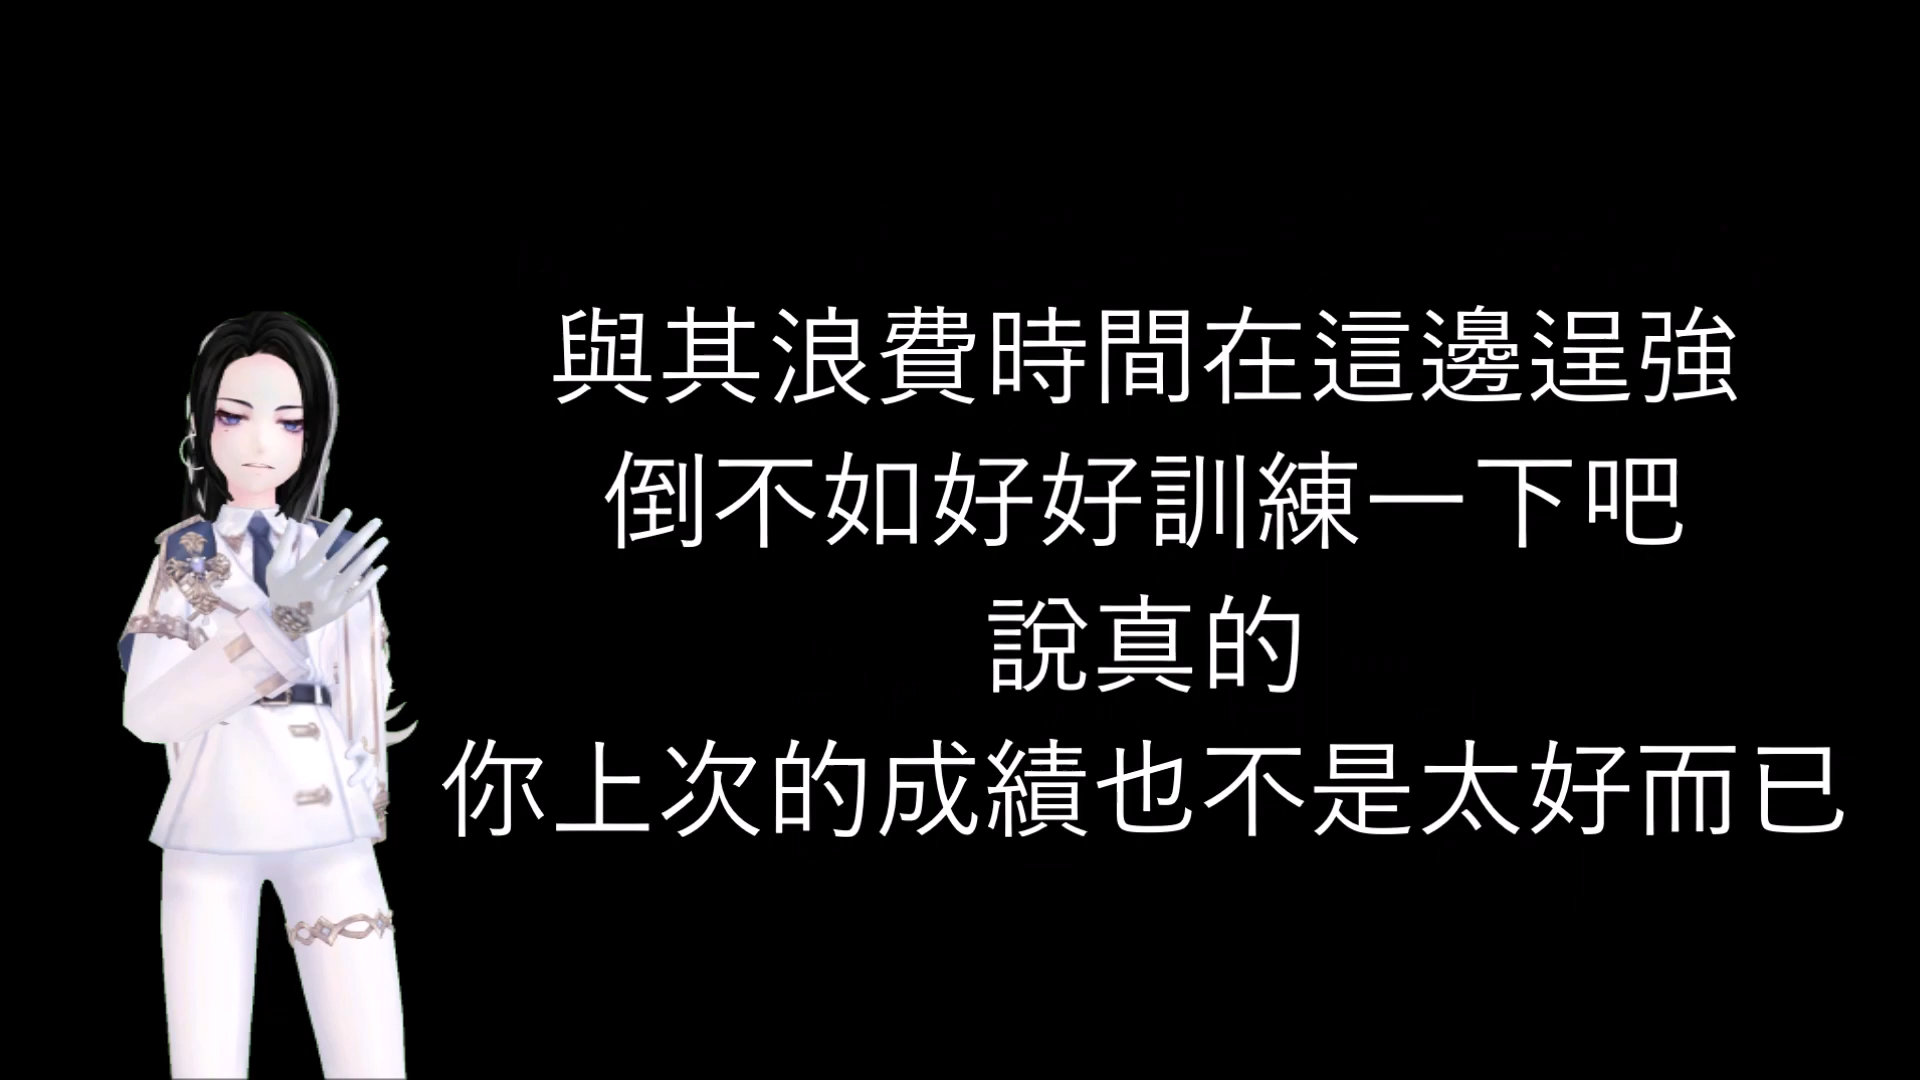 與其浪費時間在這邊逞強
倒不如好好訓練一下吧
說真的
你上次的成績也不是太好而已